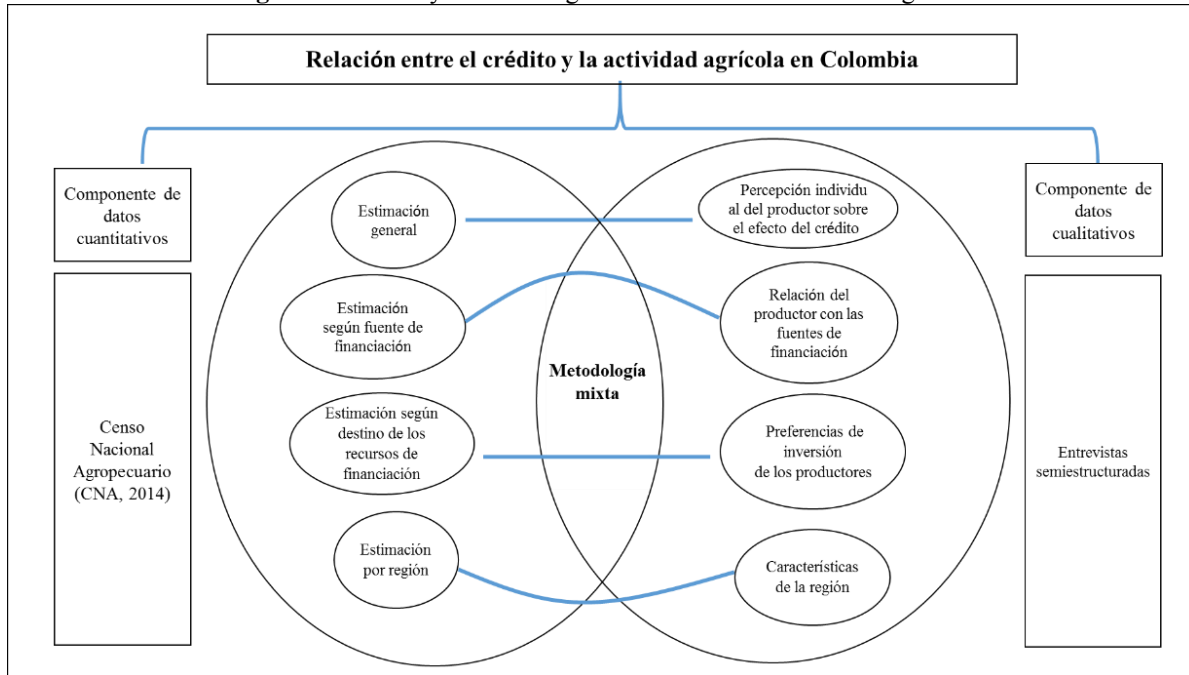 Relación entre el crédito y la actividad agrícola en Colombia
Componente de
datos
cuantitativos
Censo
Nacional
Agropecuario
(CNA, 2014)
Estimación
general
Estimación
según fuente de
financiación
Estimación según
destino de los
recursos de
financiación
Estimación
por región
Metodología
mixta
Percepción individu
al del productor sobre
el efecto del crédito
Relación del
productor con las
fuentes de
financiación
Preferencias de
inversión
de los productores
Características
de la región
Componente de
datos
cualitativos
Entrevistas
semiestructuradas